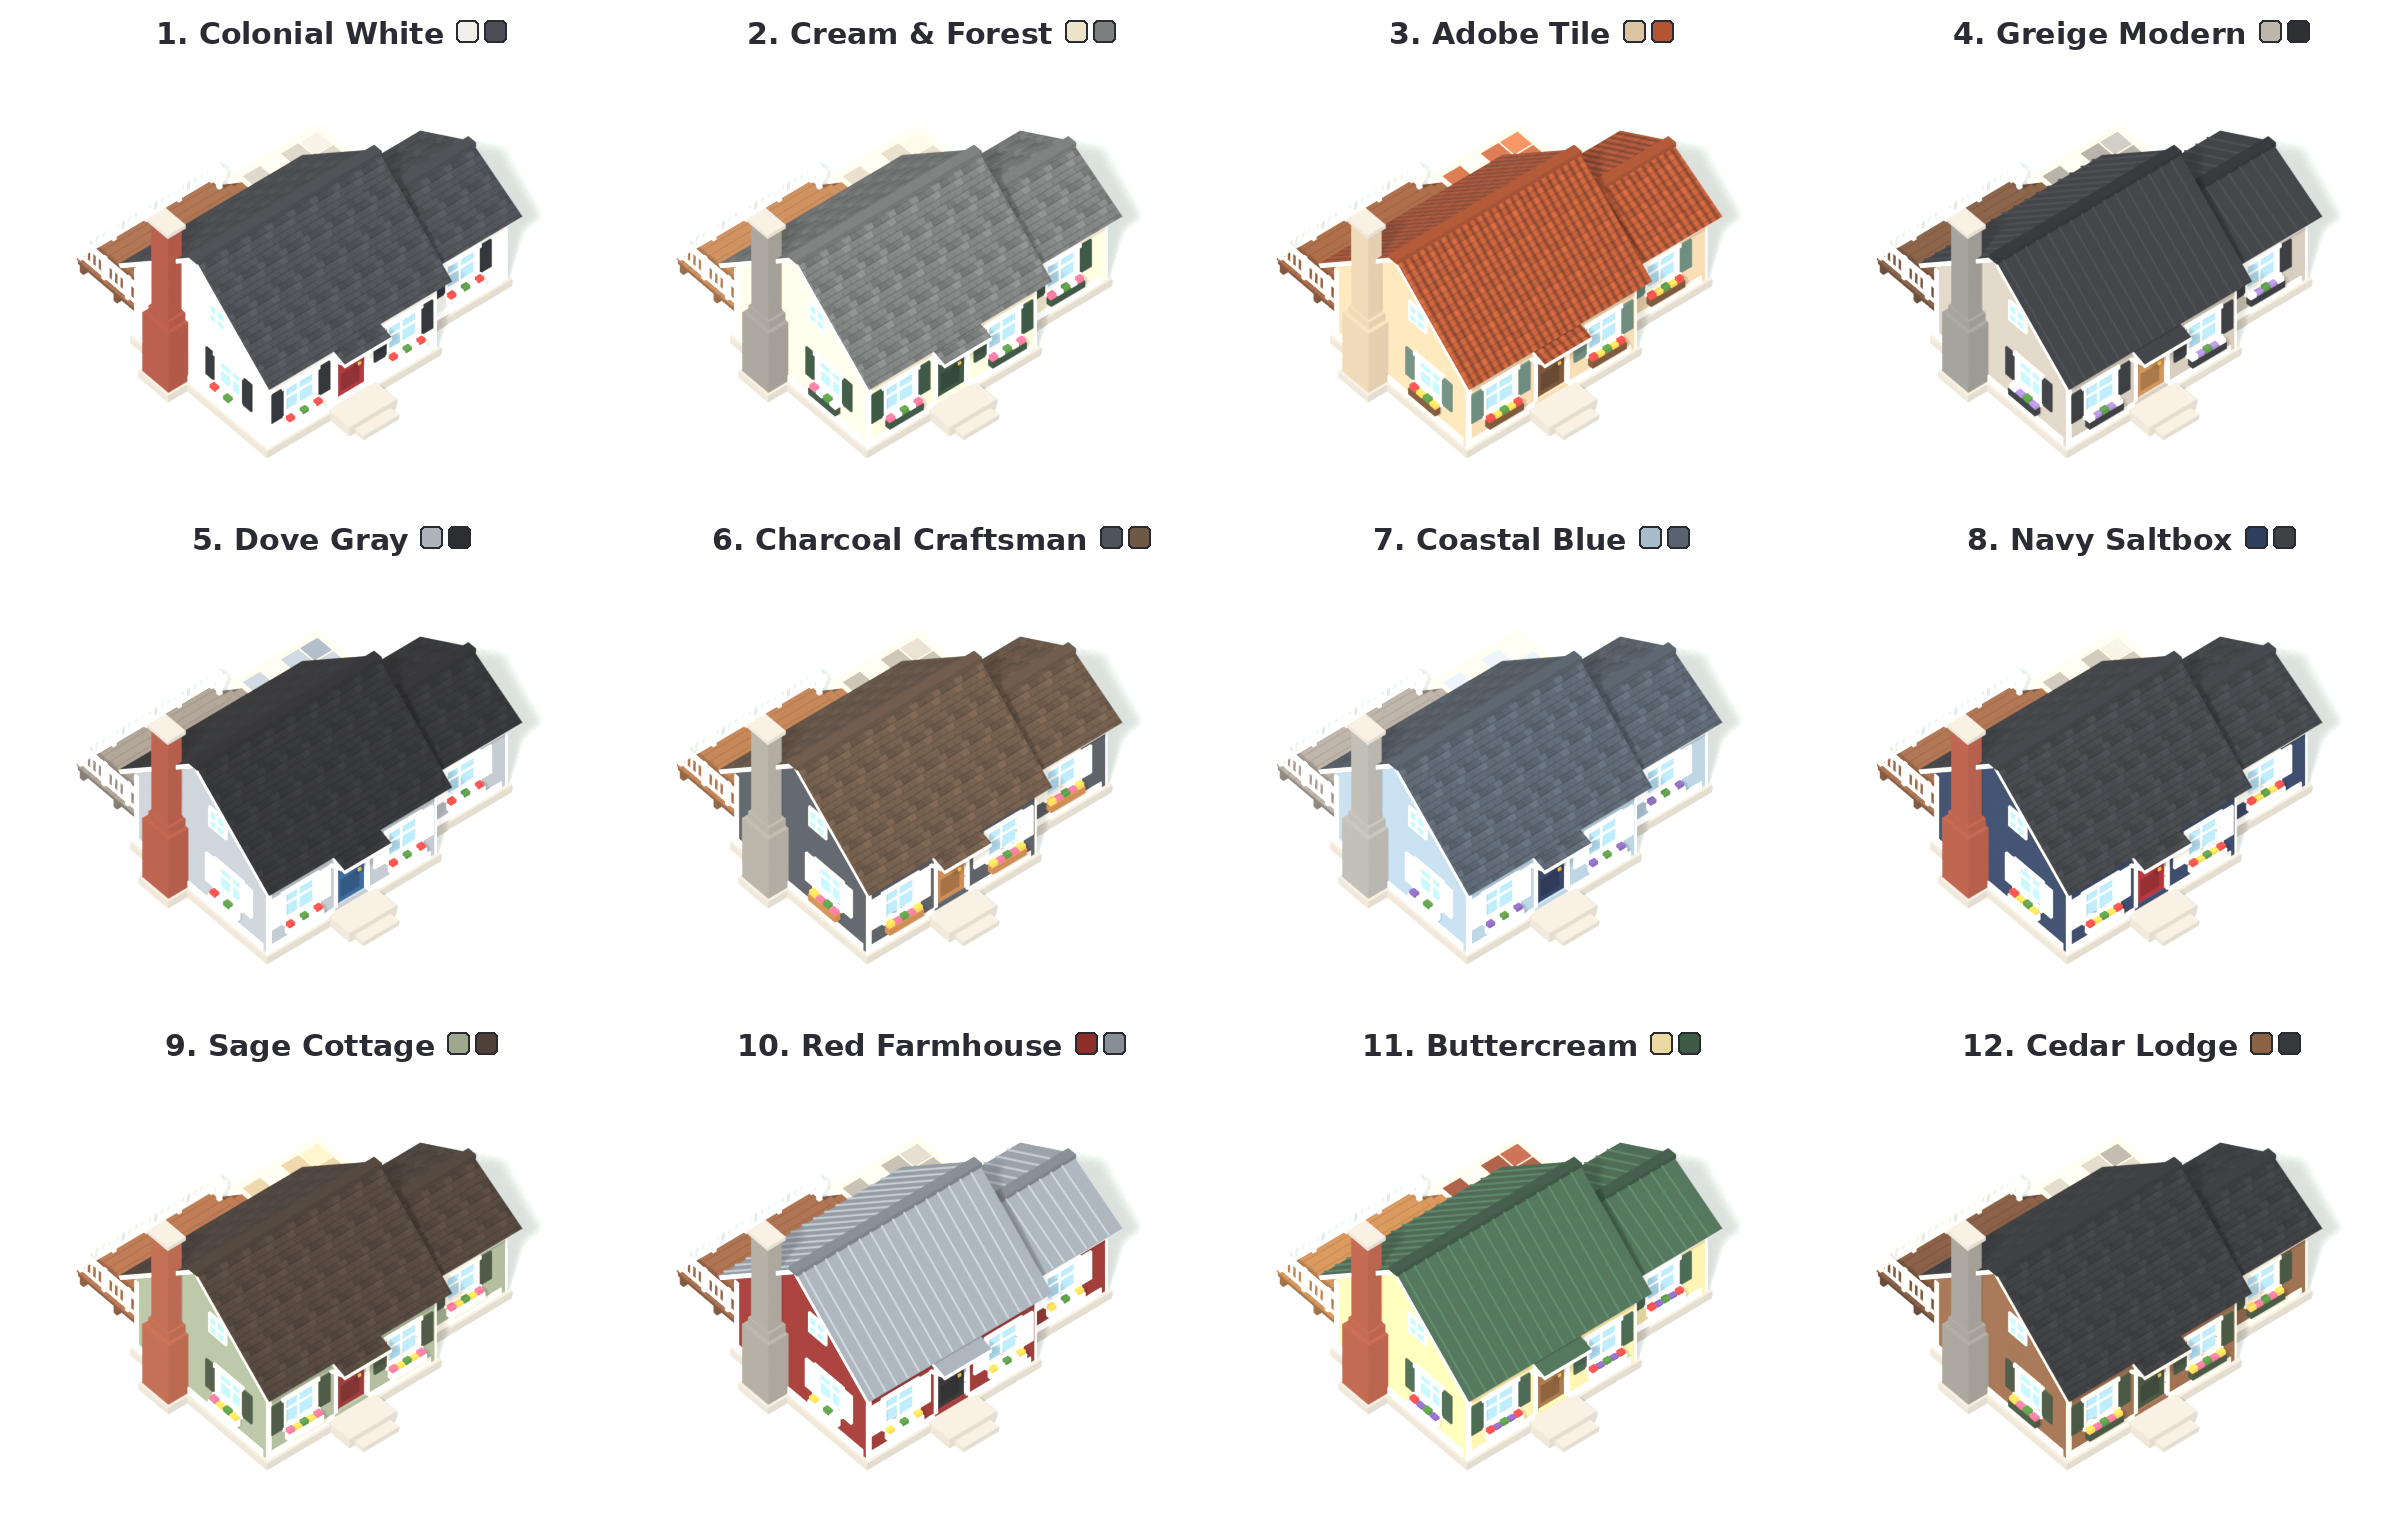 1. Colonial White
2. Cream & Forest
3. Adobe Tile
4. Greige Modern
5. Dove Gray
6. Charcoal Craftsman
7. Coastal Blue
8. Navy Saltbox
9. Sage Cottage
10. Red Farmhouse
11. Buttercream
12. Cedar Lodge